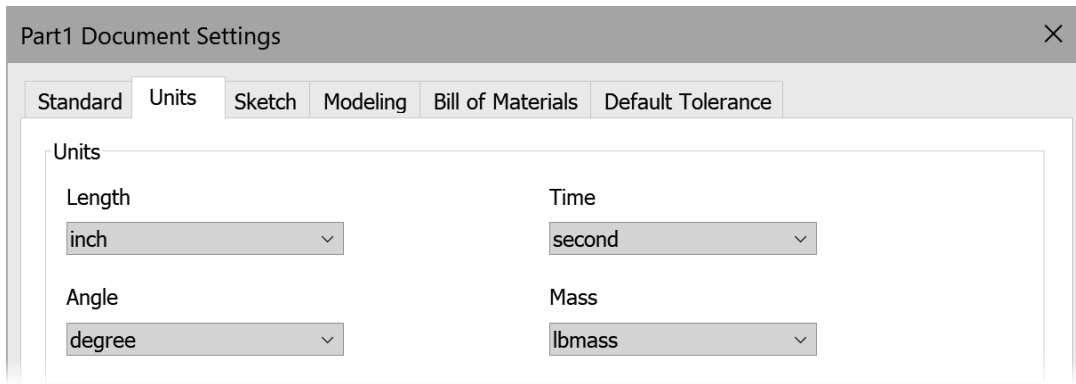 Part1 Document Settings
Standard Units Sketch Modeling Bill of Materials Default Tolerance
Units
Length Time
inch second
Angle Mass
degree lbmass